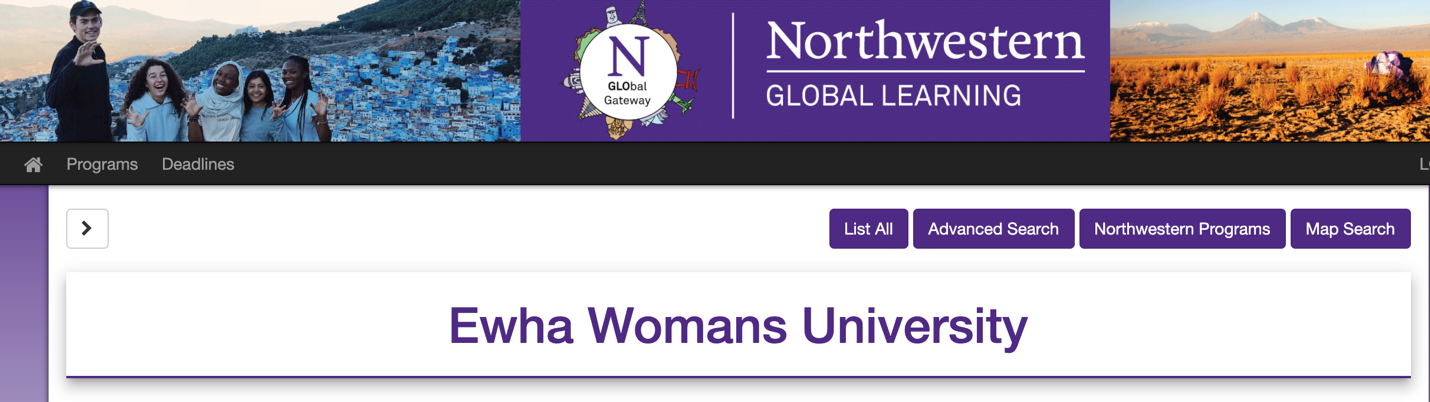 N
GLObal
Gateway
Northwestern
GLOBAL LEARNING
Programs Deadlines
List All Advanced Search Northwestern Programs Map Search
Ewha Womans University